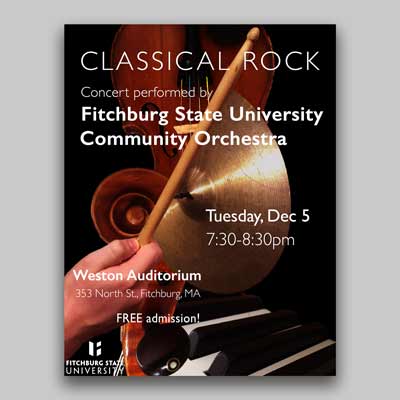 CLASSICAL ROCK
Concert performed by
Fitchburg State University
Community Orchestra
Tuesday, Dec 5
7:30-8:30pm
Weston Auditorium
353 North St., Fitchburg, MA
FREE admission!
FITCHBURG STATE
UNIVERSITY